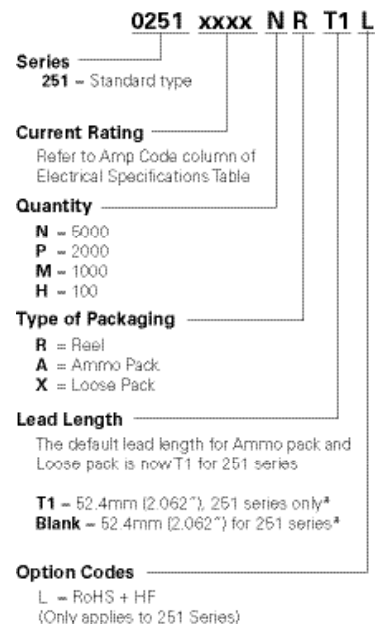 0251 xxxx N R T1 L
Series
251 – Standard type
Current Rating
Refer to Amp Code column of
Electrical Specifications Table
Quantity
N – 5000
P – 2000
M – 1000
H – 100
Type of Packaging
R = Reel
A = Ammo Pack
X = Loose Pack
Lead Length
The default lead length for Ammo pack and
Loose pack is now T1 for 251 series
T1 – 52.4mm (2.062″), 251 series only
Blank – 52.4mm (2.062″) for 251 series
Option Codes
L – RoHS + HF
(Only applies to 251 Series)